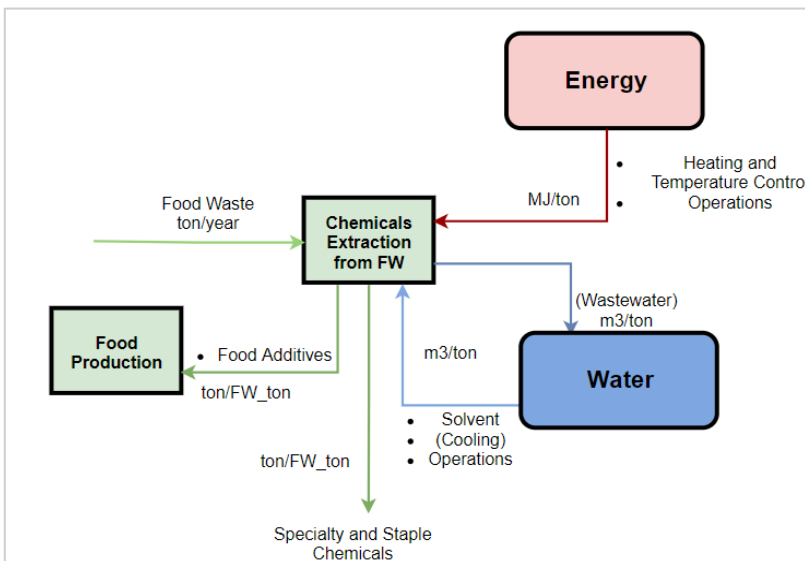 Energy
Heating and
Temperature Control
Operations
MJ/ton
Food Waste
ton/year
Chemicals
Extraction
from FW
(Wastewater)
m3/ton
Food
Production
Food Additives
ton/FW_ton
m3/ton
Water
Solvent
(Cooling)
Operations
ton/FW_ton
Specialty and Staple
Chemicals